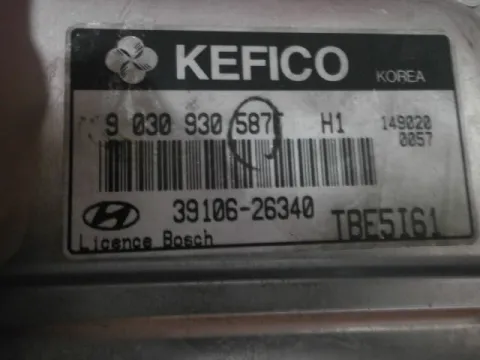 KEFICO
KOREA
9 030 930 587 H1 149020
0057
39106-26340
TBE5I61
Licence Bosch